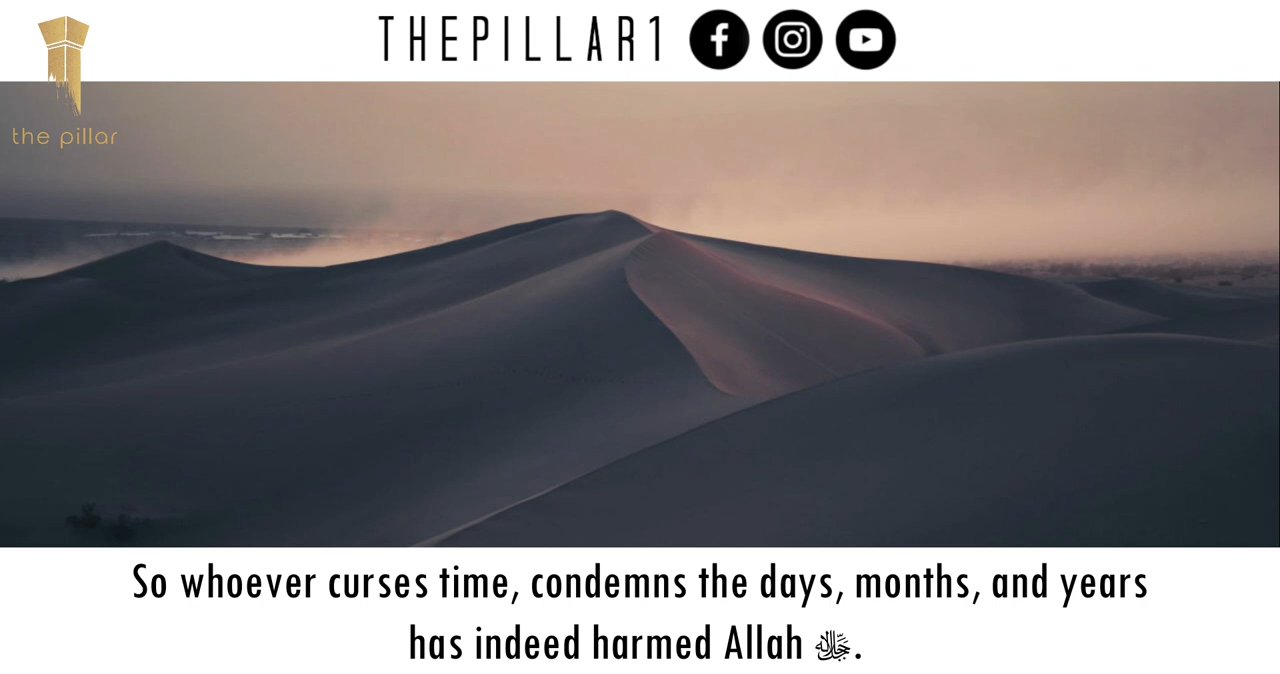 THEPILLAR1
the pillar
So whoever curses time, condemns the days, months, and years
has indeed harmed Allah ﷻ.